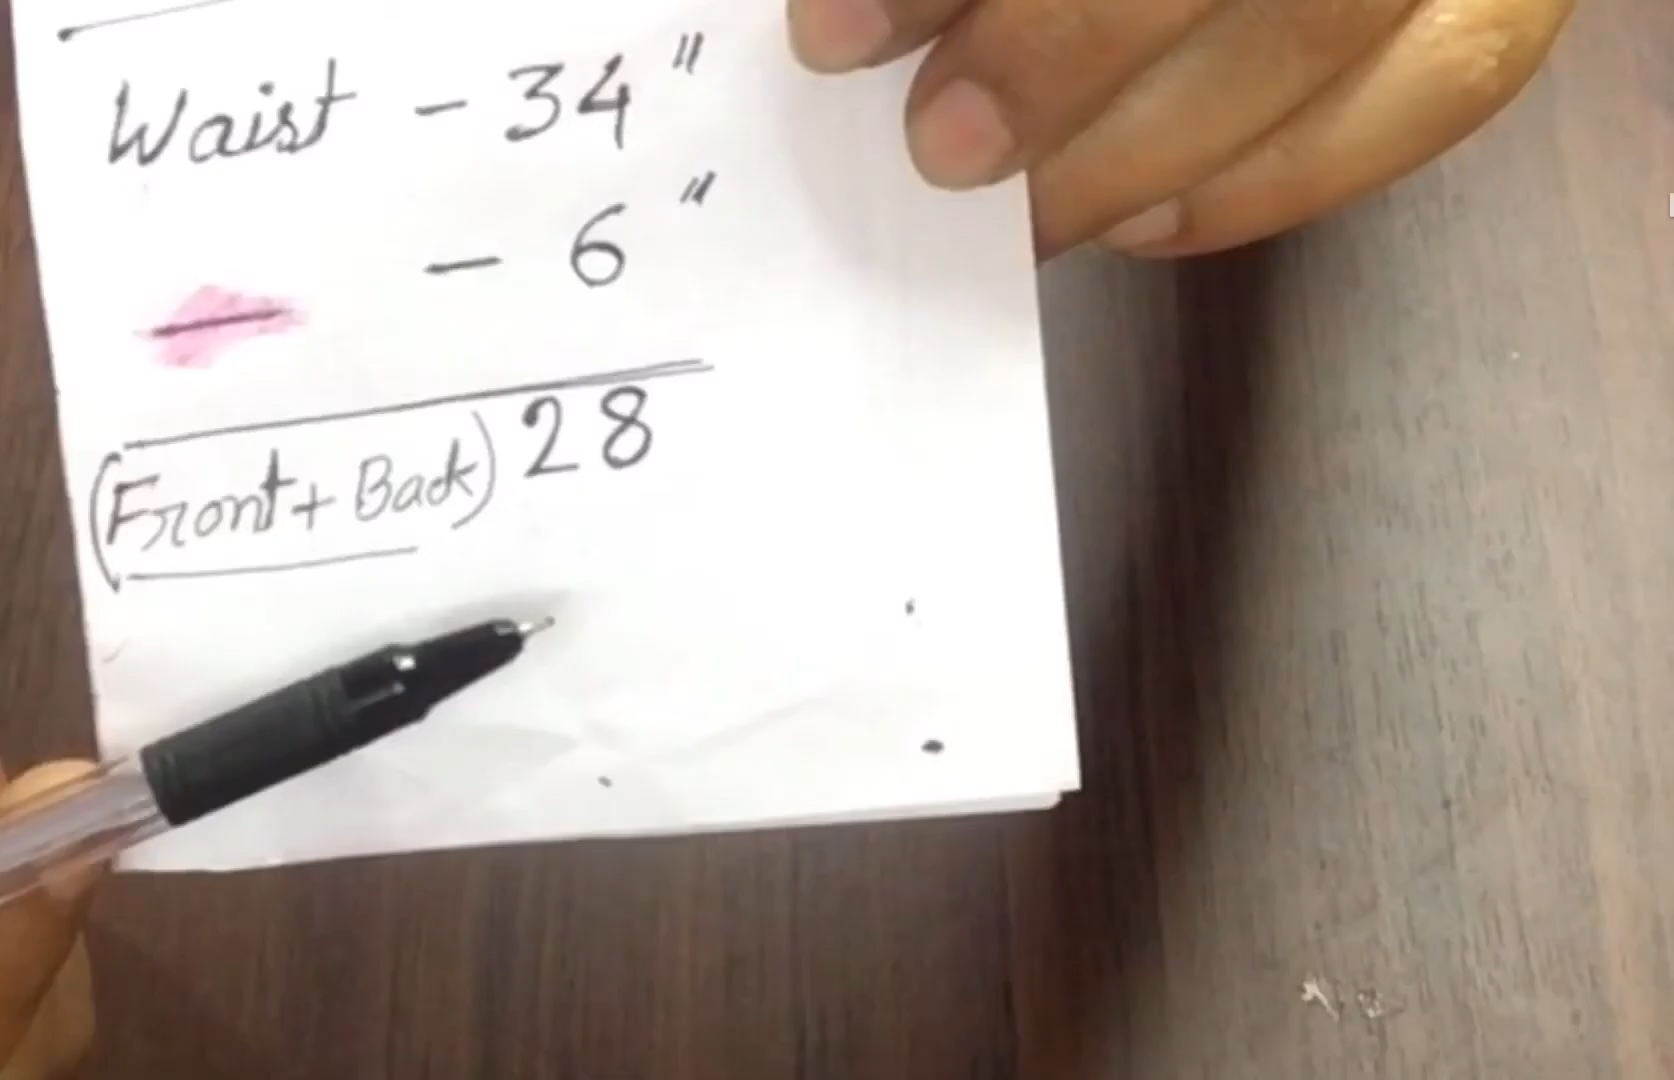 Waist - 34"
- 6"
(Front + Back) 28